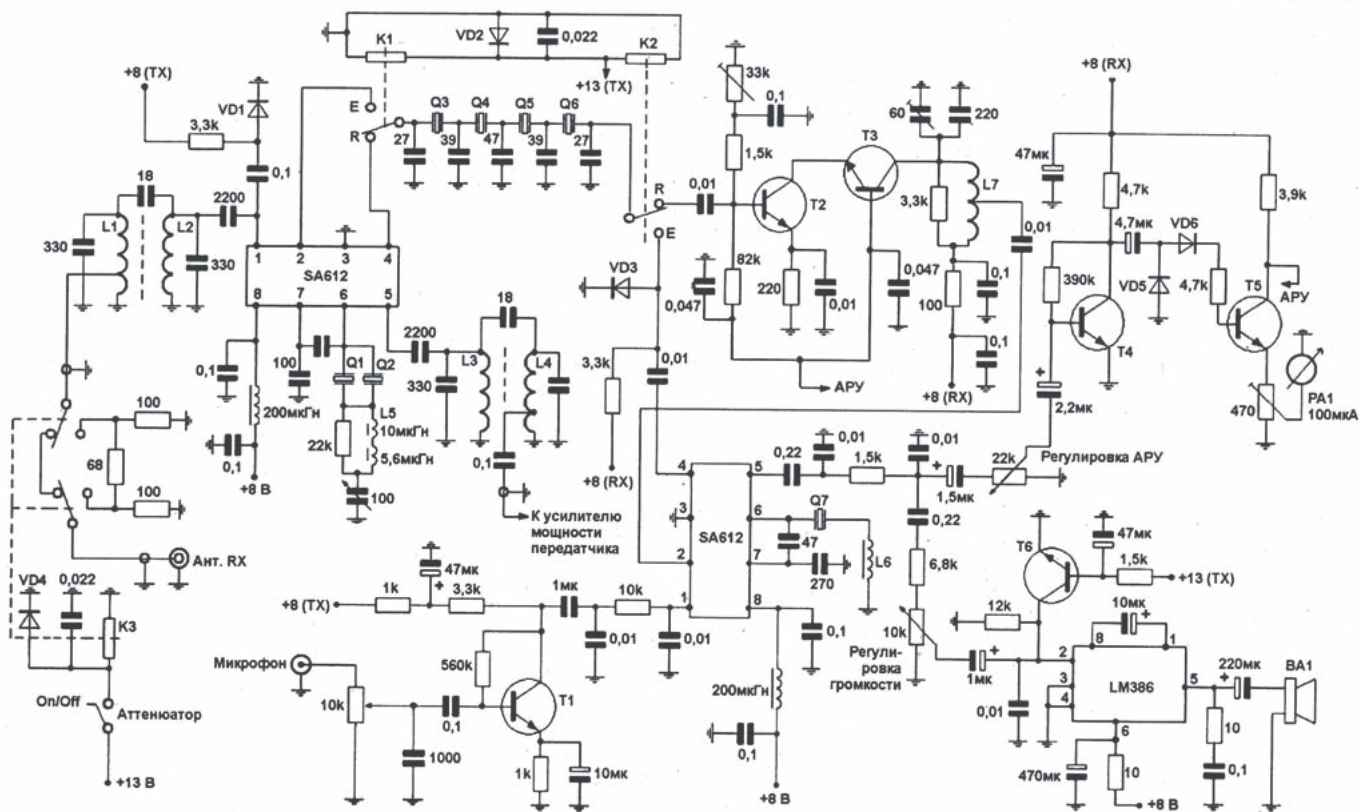 +8 (TX)
VD1
3,3k
0,1
K1
VD2
0,022
K2
+13 (TX)
E
R
Q3
Q4
Q5
Q6
27
39
47
39
27
18
2200
L1
L2
330
330
1
2
3
4
SA612
8
7
6
5
0,1
200мкГн
0,1
+8 В
100
Q1
Q2
22k
L5
10мкГн
5,6мкГн
100
2200
330
18
L3
L4
0,1
К усилителю
мощности
передатчика
100
68
100
Ант. RX
VD4
0,022
K3
On/Off
Аттенюатор
+13 В
33k
0,1
1,5k
R
E
0,01
T2
T3
60
220
3,3k
L7
0,01
82k
0,047
220
0,01
0,047
100
0,1
0,1
+8 (RX)
АРУ
VD3
3,3k
0,01
+8 (RX)
+8 (RX)
47мк
4,7k
3,9k
4,7мк
VD6
VD5
390k
4,7k
T4
T5
АРУ
2,2мк
470
PA1
100мкА
Регулировка АРУ
4
3
2
1
SA612
5
6
7
8
0,22
0,01
1,5k
0,01
1,5мк
22k
Q7
47
270
L6
0,22
6,8k
10k
Регули-
ровка
громкости
0,1
200мкГн
0,1
+8 В
+8 (TX)
1k
47мк
3,3k
1мк
10k
0,01
0,01
560k
T1
Микрофон
10k
0,1
1000
1k
10мк
T6
47мк
1,5k
+13 (TX)
12k
10мк
8
1
1мк
0,01
2
3
4
LM386
5
6
220мк
BA1
10
0,1
470мк
10
+8 В